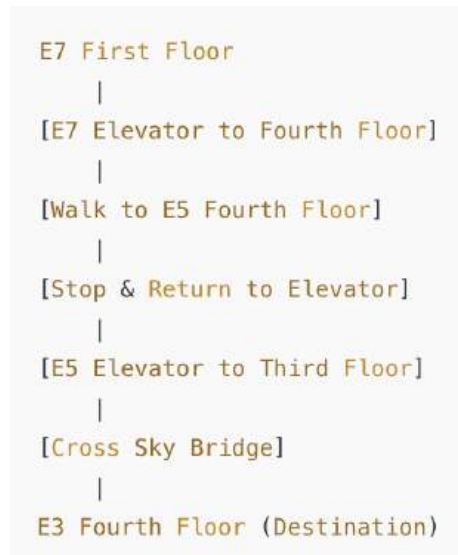 E7 First Floor
|
[E7 Elevator to Fourth Floor]
|
[Walk to E5 Fourth Floor]
|
[Stop & Return to Elevator]
|
[E5 Elevator to Third Floor]
|
[Cross Sky Bridge]
|
E3 Fourth Floor (Destination)